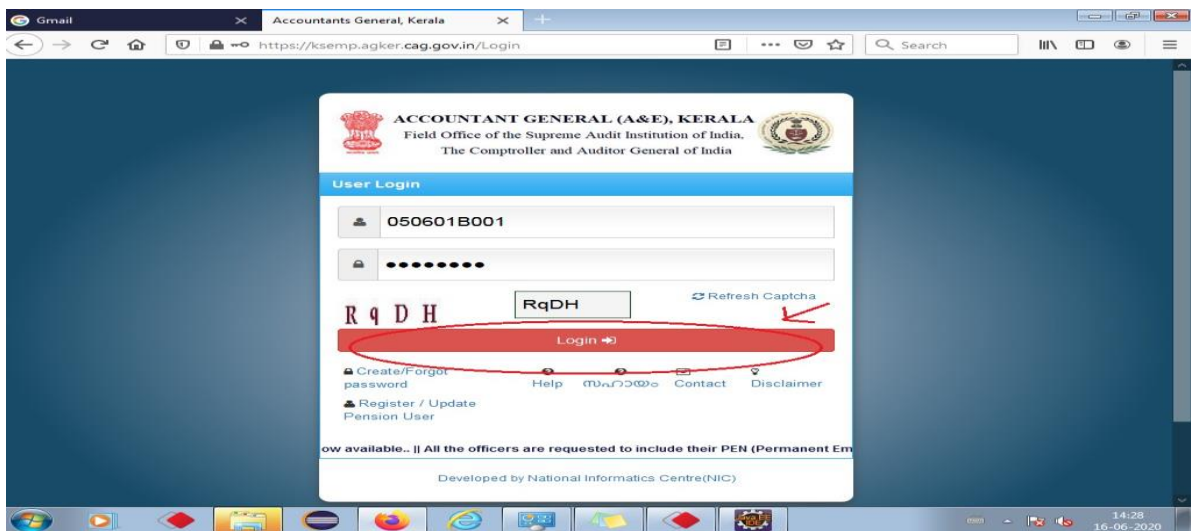 Gmail
Accountants General, Kerala
https://ksemp.agker.cag.gov.in/Login
Search
ACCOUNTANT GENERAL (A&E), KERALA
Field Office of the Supreme Audit Institution of India,
The Comptroller and Auditor General of India
User Login
050601B001
RqDH
Refresh Captcha
R q D H
Login
Create/Forgot
password
Help
സഹായം
Contact
Disclaimer
Register / Update
Pension User
ow available.. || All the officers are requested to include their PEN (Permanent Em
Developed by National Informatics Centre(NIC)
14:28
16-06-2020